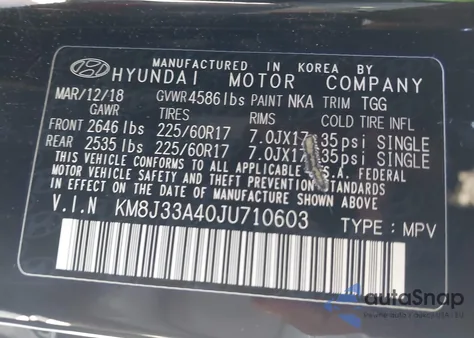 MANUFACTURED IN KOREA BY
HYUNDAI MOTOR COMPANY
MAR/12/18 GVWR 4586 lbs PAINT NKA TRIM TGG
GAWR TIRES RIMS COLD TIRE INFL
FRONT 2646 lbs 225/60R17 7.0JX17 35psi SINGLE
REAR 2535 lbs 225/60R17 7.0JX17 35psi SINGLE
THIS VEHICLE CONFORMS TO ALL APPLICABLE U.S.A. FEDERAL
MOTOR VEHICLE SAFETY AND THEFT PREVENTION STANDARDS
IN EFFECT ON THE DATE OF MANUFACTURE SHOWN ABOVE.
V.I.N KM8J33A40JU710603 TYPE : MPV
autoSnap